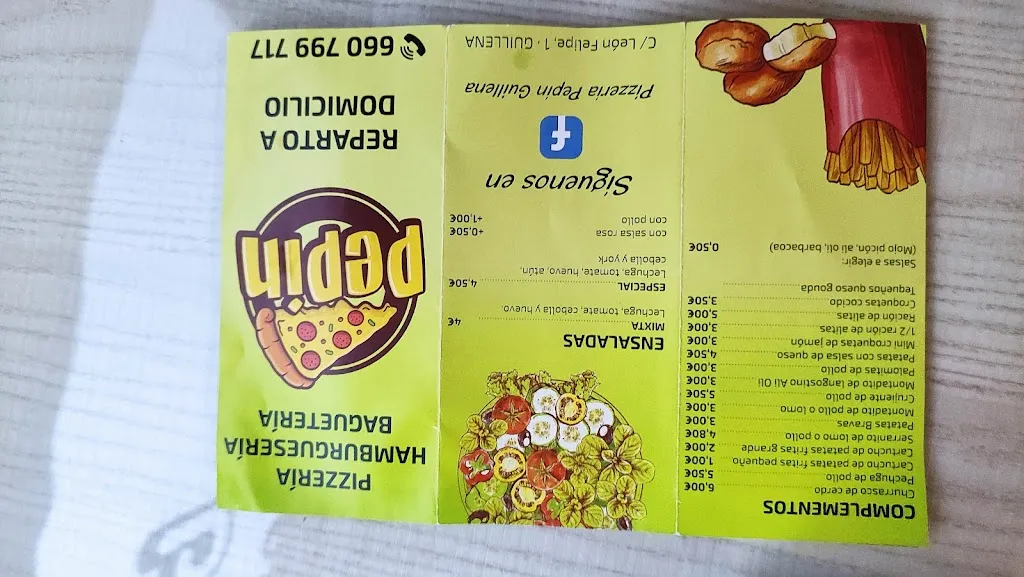 COMPLEMENTOS
Churrasco de cerdo 6,00€
Pechuga de pollo 5,50€
Cartucho de patatas fritas pequeño 1,00€
Cartucho de patatas fritas grande 2,00€
Serranito de lomo o pollo 4,80€
Patatas Bravas 3,00€
Montadito de pollo o lomo 3,00€
Crujiente de pollo 5,50€
Montadito de langostino Ali Oli 3,00€
Palomitas de pollo 3,00€
Patatas con salsa de queso 4,50€
Mini croquetas de jamón 3,00€
1/2 ración de alitas 3,00€
Ración de alitas 5,00€
Croquetas cocido 3,50€
Tequeños queso gouda
Salsas a elegir:
(Mojo picón, ali oli, barbacoa) 0,50€
ENSALADAS
MIXTA 4€
Lechuga, tomate, cebolla y huevo.
ESPECIAL 4,50€
Lechuga, tomate, huevo, atún,
cebolla y york
con salsa rosa +0,50€
con pollo +1,00€
Síguenos en
f
Pizzeria Pepin Guillena
C/ León Felipe, 1 · GUILLENA
PIZZERÍA
HAMBURGUESERÍA
BAGUETERÍA
pepin
REPARTO A
DOMICILIO
660 799 717